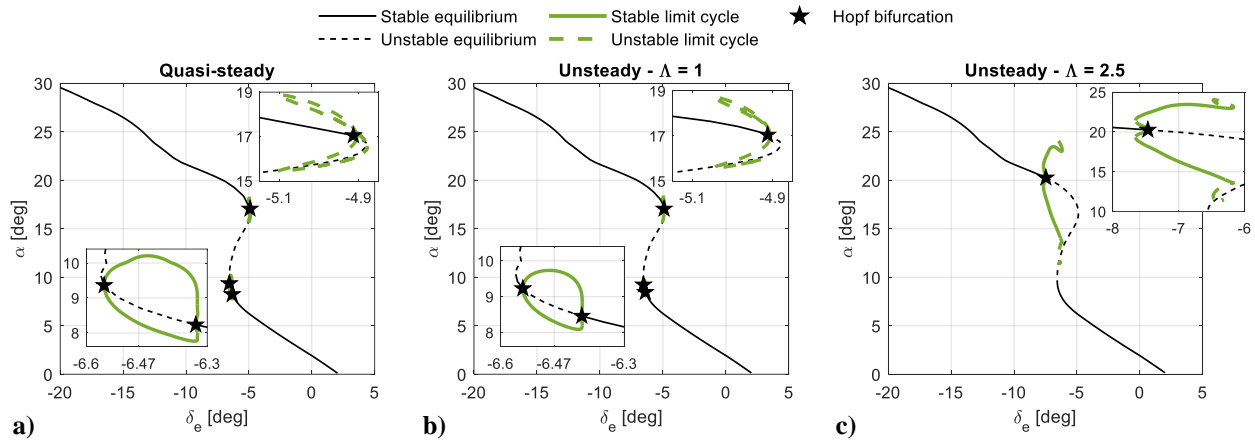 Stable equilibrium Stable limit cycle Hopf bifurcation
Unstable equilibrium Unstable limit cycle
Quasi-steady
30
25
20
15
10
5
0
-20 -15 -10 -5 0 5
α [deg]
δe [deg]
19
17
15
-5.1 -4.9
10
9
8
-6.6 -6.47 -6.3
a)
Unsteady - Λ = 1
30
25
20
15
10
5
0
-20 -15 -10 -5 0 5
α [deg]
δe [deg]
19
17
15
-5.1 -4.9
10
9
8
-6.6 -6.47 -6.3
b)
Unsteady - Λ = 2.5
30
25
20
15
10
5
0
-20 -15 -10 -5 0 5
α [deg]
δe [deg]
25
20
15
10
-8 -7 -6
c)